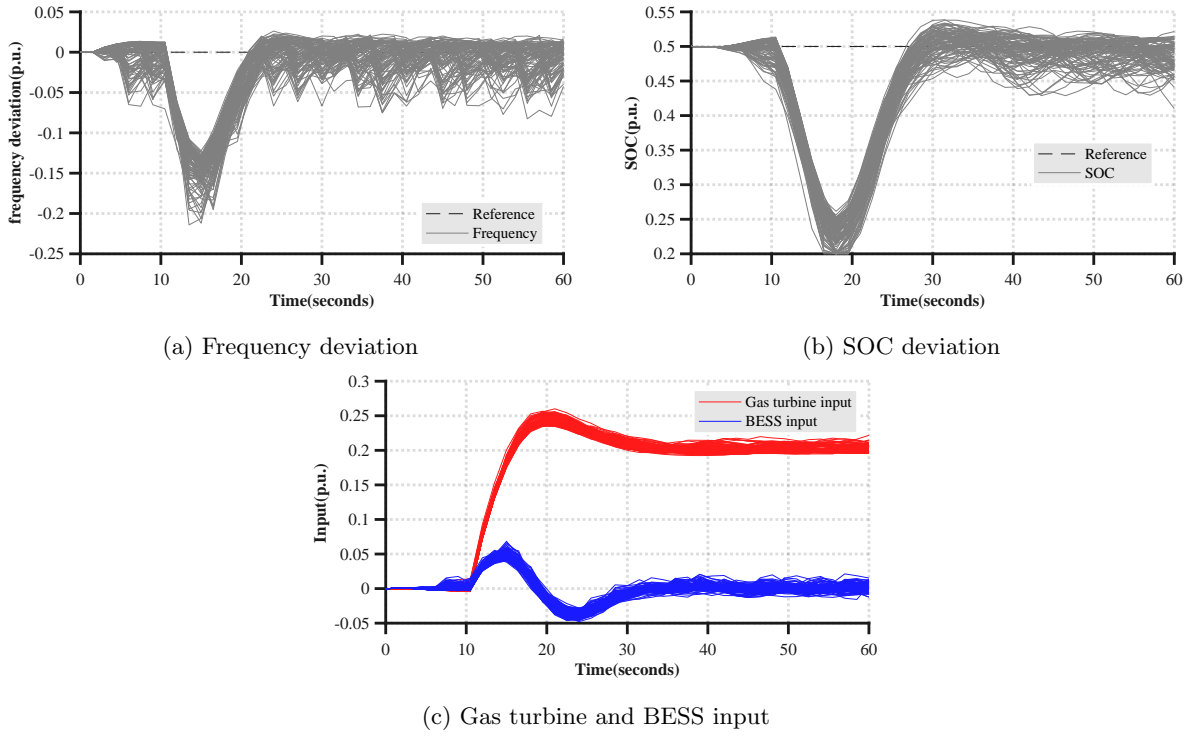 frequency deviation(p.u.)
0
-0.05
-0.1
-0.15
-0.2
-0.25
Reference
Frequency
0 10 20 30 40 50 60
Time(seconds)
(a) Frequency deviation
SOC(p.u.)
0.55
0.5
0.45
0.4
0.35
0.3
0.25
0.2
Reference
SOC
0 10 20 30 40 50 60
Time(seconds)
(b) SOC deviation
Input(p.u.)
0.3
0.25
0.2
0.15
0.1
0.05
0
-0.05
Gas turbine input
BESS input
0 10 20 30 40 50 60
Time(seconds)
(c) Gas turbine and BESS input